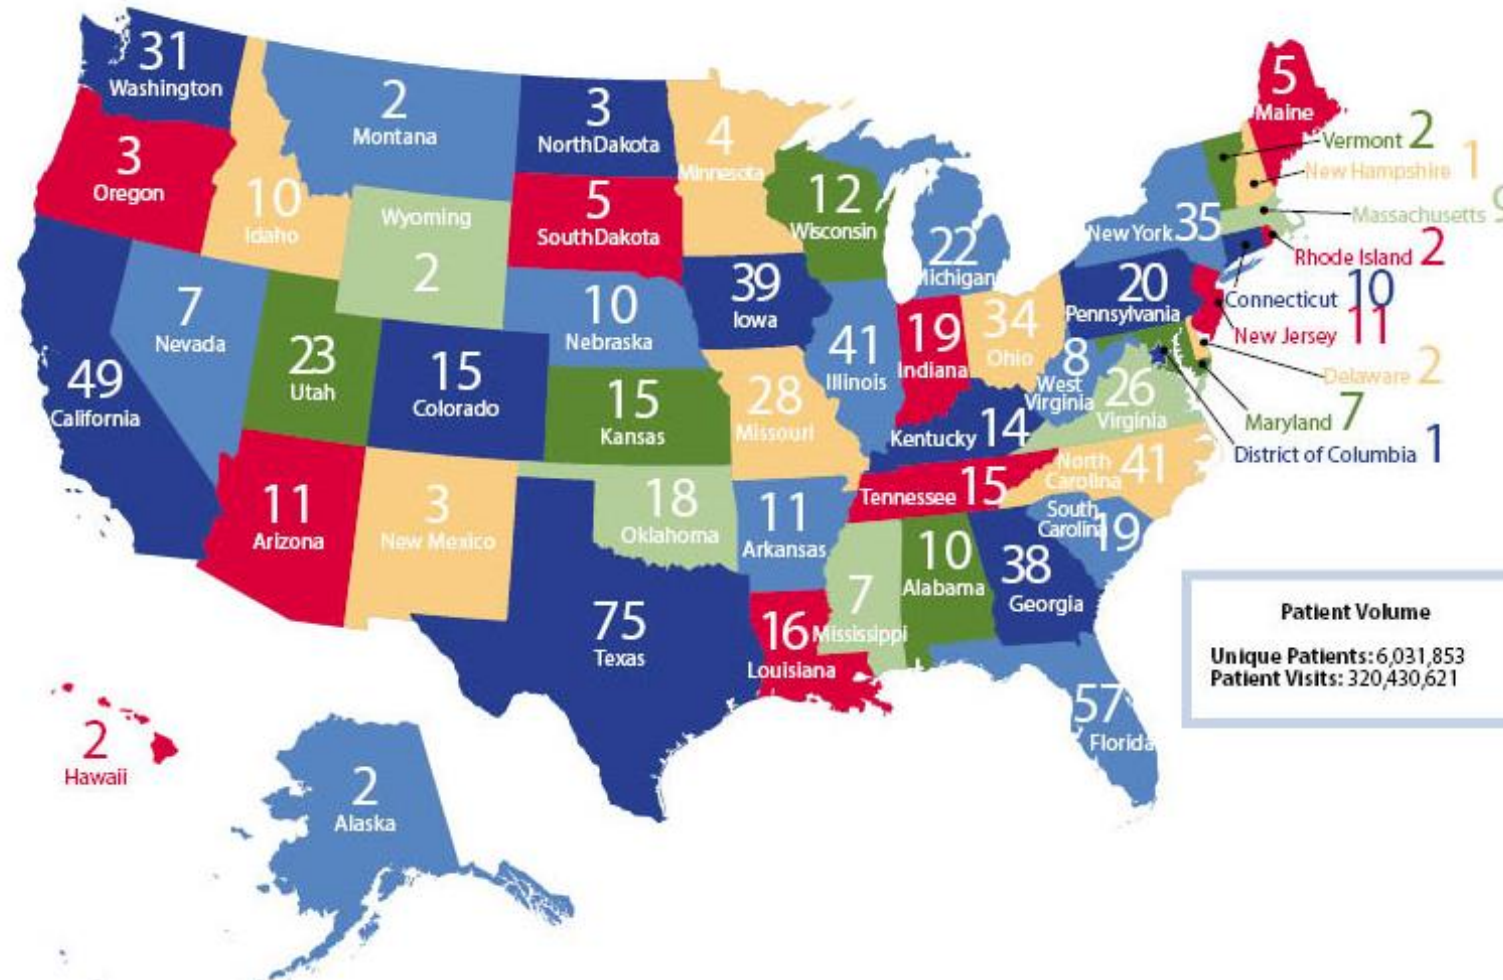 31
Washington
2
Montana
3
NorthDakota
4
Minnesota
5
Maine
3
Oregon
10
Idaho
Wyoming
2
5
SouthDakota
12
Wisconsin
22
Michigan
New York 35
Vermont 2
New Hampshire 1
Massachusetts 9
Rhode Island 2
Connecticut 10
New Jersey 11
Delaware 2
Maryland 7
District of Columbia 1
7
Nevada
23
Utah
49
California
15
Colorado
10
Nebraska
39
Iowa
15
Kansas
28
Missouri
41
Illinois
19
Indiana
34
Ohio
20
Pennsylvania
8
West
Virginia
26
Virginia
Kentucky 14
Tennessee 15
North
Carolina 41
South
Carolina 19
11
Arizona
3
New Mexico
18
Oklahoma
11
Arkansas
75
Texas
16
Louisiana
7
Mississippi
10
Alabama
38
Georgia
57
Florida
2
Hawaii
2
Alaska
Patient Volume
Unique Patients: 6,031,853
Patient Visits: 320,430,621